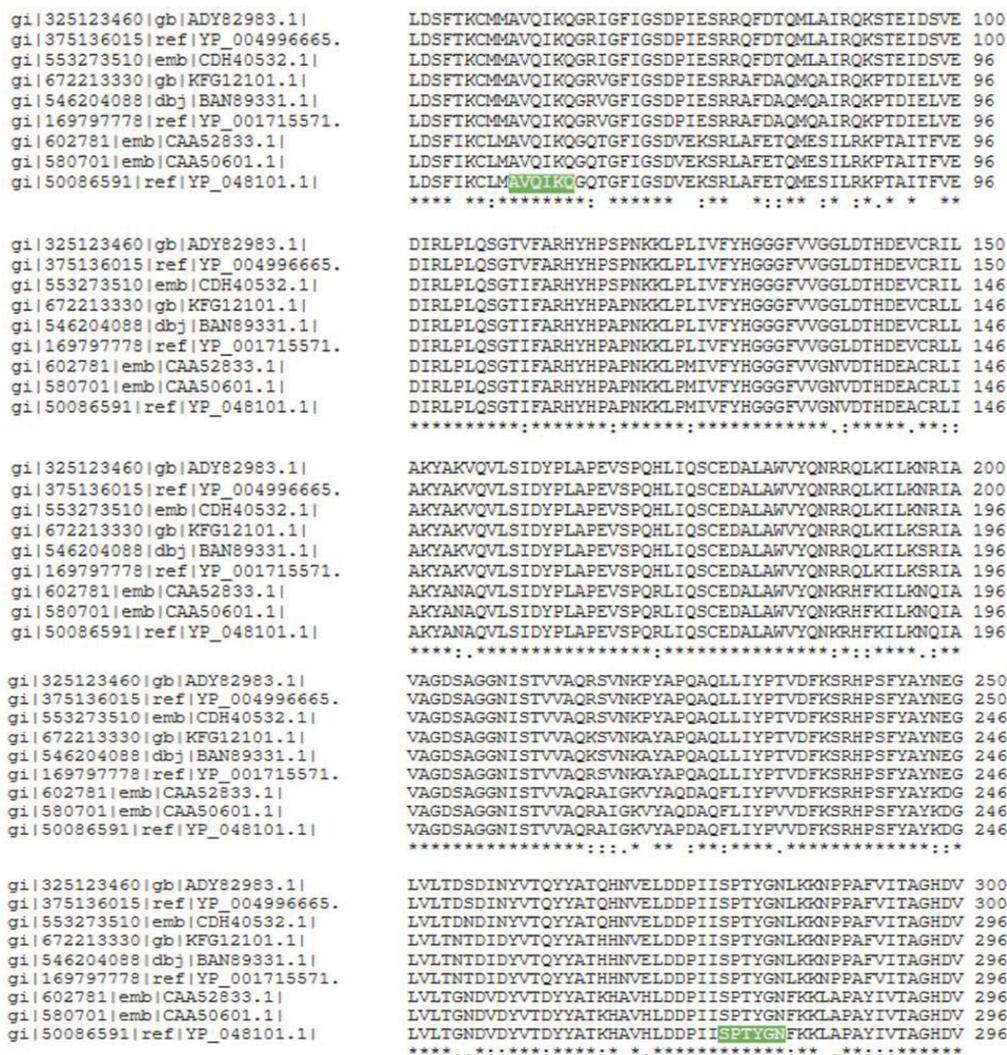 gi|325123460|gb|ADY82983.1| LDSFTKCMMAVQIKQGRIGFIGSDPIESRRQFDTQMLAIRQKSTEIDSVE 100
gi|375136015|ref|YP_004996665. LDSFTKCMMAVQIKQGRIGFIGSDPIESRRQFDTQMLAIRQKSTEIDSVE 100
gi|553273510|emb|CDH40532.1| LDSFTKCMMAVQIKQGRIGFIGSDPIESRRQFDTQMLAIRQKSTEIDSVE 96
gi|672213330|gb|KFG12101.1| LDSFTKCMMAVQIKQGRVGFIGSDPIESRRAFDAQMQAIRQKPTDIELVE 96
gi|546204088|dbj|BAN89331.1| LDSFTKCMMAVQIKQGRVGFIGSDPIESRRAFDAQMQAIRQKPTDIELVE 96
gi|169797778|ref|YP_001715571. LDSFTKCMMAVQIKQGRVGFIGSDPIESRRAFDAQMQAIRQKPTDIELVE 96
gi|602781|emb|CAA52833.1| LDSFIKCLMAVQIKQGQTGFIGSDVEKSRLAFETQMESILRKPTAITFVE 96
gi|580701|emb|CAA50601.1| LDSFIKCLMAVQIKQGQTGFIGSDVEKSRLAFETQMESILRKPTAITFVE 96
gi|50086591|ref|YP_048101.1| LDSFIKCLMAVQIKQGQTGFIGSDVEKSRLAFETQMESILRKPTAITFVE 96
**** **:********: ****** :** *::** :* :*.* * **
gi|325123460|gb|ADY82983.1| DIRLPLQSGTVFARHYHPSPNKKLPLIVFYHGGGFVVGGLDTHDEVCRIL 150
gi|375136015|ref|YP_004996665. DIRLPLQSGTVFARHYHPSPNKKLPLIVFYHGGGFVVGGLDTHDEVCRIL 150
gi|553273510|emb|CDH40532.1| DIRLPLQSGTIFARHYHPSPNKKLPLIVFYHGGGFVVGGLDTHDEVCRIL 146
gi|672213330|gb|KFG12101.1| DIRLPLQSGTIFARHYHPAPNKKLPLIVFYHGGGFVVGGLDTHDEVCRLL 146
gi|546204088|dbj|BAN89331.1| DIRLPLQSGTIFARHYHPAPNKKLPLIVFYHGGGFVVGGLDTHDEVCRLL 146
gi|169797778|ref|YP_001715571. DIRLPLQSGTIFARHYHPAPNKKLPLIVFYHGGGFVVGGLDTHDEVCRLL 146
gi|602781|emb|CAA52833.1| DIRLPLQSGTIFARHYHPAPNKKLPMIVFYHGGGFVVGNVDTHDEACRLI 146
gi|580701|emb|CAA50601.1| DIRLPLQSGTIFARHYHPAPNKKLPMIVFYHGGGFVVGNVDTHDEACRLI 146
gi|50086591|ref|YP_048101.1| DIRLPLQSGTIFARHYHPAPNKKLPMIVFYHGGGFVVGNVDTHDEACRLI 146
**********:*******:******:************.:*****.**::
gi|325123460|gb|ADY82983.1| AKYAKVQVLSIDYPLAPEVSPQHLIQSCEDALAWVYQNRRQLKILKNRIA 200
gi|375136015|ref|YP_004996665. AKYAKVQVLSIDYPLAPEVSPQHLIQSCEDALAWVYQNRRQLKILKNRIA 200
gi|553273510|emb|CDH40532.1| AKYAKVQVLSIDYPLAPEVSPQHLIQSCEDALAWVYQNRRQLKILKNRIA 196
gi|672213330|gb|KFG12101.1| AKYAKVQVLSIDYPLAPEVSPQHLIQSCEDALAWVYQNRRQLKILKSRIA 196
gi|546204088|dbj|BAN89331.1| AKYAKVQVLSIDYPLAPEVSPQHLIQSCEDALAWVYQNRRQLKILKSRIA 196
gi|169797778|ref|YP_001715571. AKYAKVQVLSIDYPLAPEVSPQHLIQSCEDALAWVYQNRRQLKILKSRIA 196
gi|602781|emb|CAA52833.1| AKYANAQVLSIDYPLAPEVSPQRLIQSCEDALAWVYQNKRHFKILKNQIA 196
gi|580701|emb|CAA50601.1| AKYANAQVLSIDYPLAPEVSPQRLIQSCEDALAWVYQNKRHFKILKNQIA 196
gi|50086591|ref|YP_048101.1| AKYANAQVLSIDYPLAPEVSPQRLIQSCEDALAWVYQNKRHFKILKNQIA 196
****:.****************:***************:*::****.:**
gi|325123460|gb|ADY82983.1| VAGDSAGGNISTVVAQRSVNKPYAPQAQLLIYPTVDFKSRHPSFYAYNEG 250
gi|375136015|ref|YP_004996665. VAGDSAGGNISTVVAQRSVNKPYAPQAQLLIYPTVDFKSRHPSFYAYNEG 250
gi|553273510|emb|CDH40532.1| VAGDSAGGNISTVVAQRSVNKPYAPQAQLLIYPTVDFKSRHPSFYAYNEG 246
gi|672213330|gb|KFG12101.1| VAGDSAGGNISTVVAQKSVNKAYAPQAQLLIYPTVDFKSRHPSFYAYNEG 246
gi|546204088|dbj|BAN89331.1| VAGDSAGGNISTVVAQKSVNKAYAPQAQLLIYPTVDFKSRHPSFYAYNEG 246
gi|169797778|ref|YP_001715571. VAGDSAGGNISTVVAQRSVNKAYAPQAQLLIYPTVDFKSRHPSFYAYNEG 246
gi|602781|emb|CAA52833.1| VAGDSAGGNISTVVAQRAIGKVYAQDAQFLIYPVVDFKSRHPSFYAYKDG 246
gi|580701|emb|CAA50601.1| VAGDSAGGNISTVVAQRAIGKVYAQDAQFLIYPVVDFKSRHPSFYAYKDG 246
gi|50086591|ref|YP_048101.1| VAGDSAGGNISTVVAQRAIGKVYAPDAQFLIYPVVDFKSRHPSFYAYKDG 246
****************:::.* ** :**:****.*************::*
gi|325123460|gb|ADY82983.1| LVLTDSDINYVTQYYATQHNVELDDPIISPTYGNLKKNPPAFVITAGHDV 300
gi|375136015|ref|YP_004996665. LVLTDSDINYVTQYYATQHNVELDDPIISPTYGNLKKNPPAFVITAGHDV 300
gi|553273510|emb|CDH40532.1| LVLTDNDINYVTQYYATQHNVELDDPIISPTYGNLKKNPPAFVITAGHDV 296
gi|672213330|gb|KFG12101.1| LVLTNTDIDYVTQYYATHHNVELDDPIISPTYGNLKKNPPAFVITAGHDV 296
gi|546204088|dbj|BAN89331.1| LVLTNTDIDYVTQYYATHHNVELDDPIISPTYGNLKKNPPAFVITAGHDV 296
gi|169797778|ref|YP_001715571. LVLTNTDIDYVTQYYATHHNVELDDPIISPTYGNLKKNPPAFVITAGHDV 296
gi|602781|emb|CAA52833.1| LVLTGNDVDYVTDYYATKHAVHLDDPIISPTYGNFKKLAPAYIVTAGHDV 296
gi|580701|emb|CAA50601.1| LVLTGNDVDYVTDYYATKHAVHLDDPIISPTYGNFKKLAPAYIVTAGHDV 296
gi|50086591|ref|YP_048101.1| LVLTGNDVDYVTDYYATKHAVHLDDPIISPTYGNFKKLAPAYIVTAGHDV 296